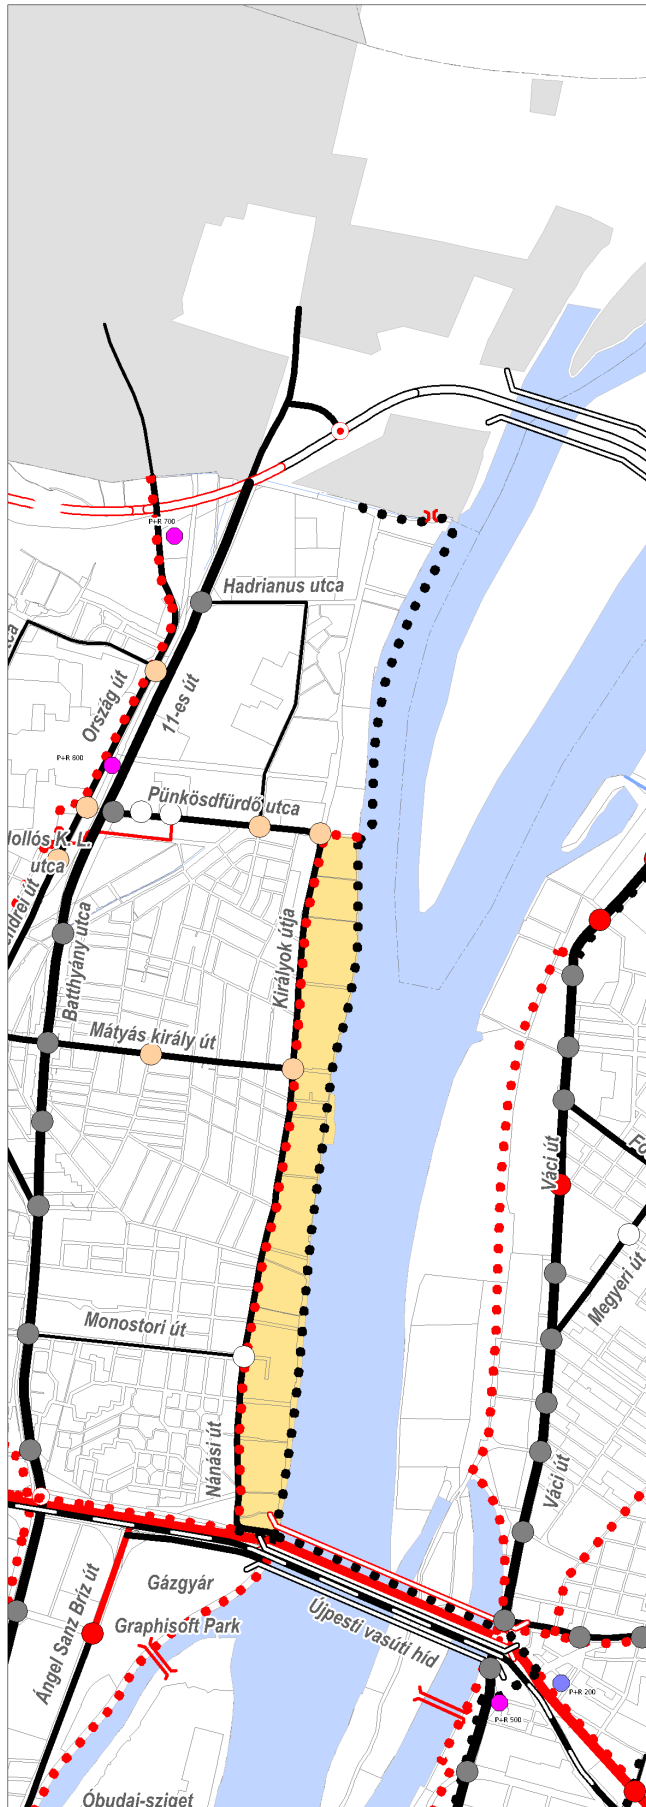 P+R 700
Hadrianus utca
Ország út
11-es út
P+R 800
Pünkösdfürdő utca
utca
Batthyány utca
Királyok útja
Mátyás király út
Váci út
Megyeri út
Monostori út
Nánási út
Váci út
Gázgyár
Graphisoft Park
Ángel Sanz Briz út
Újpesti vasúti híd
P+R 200
P+R 500
Óbudai-sziget